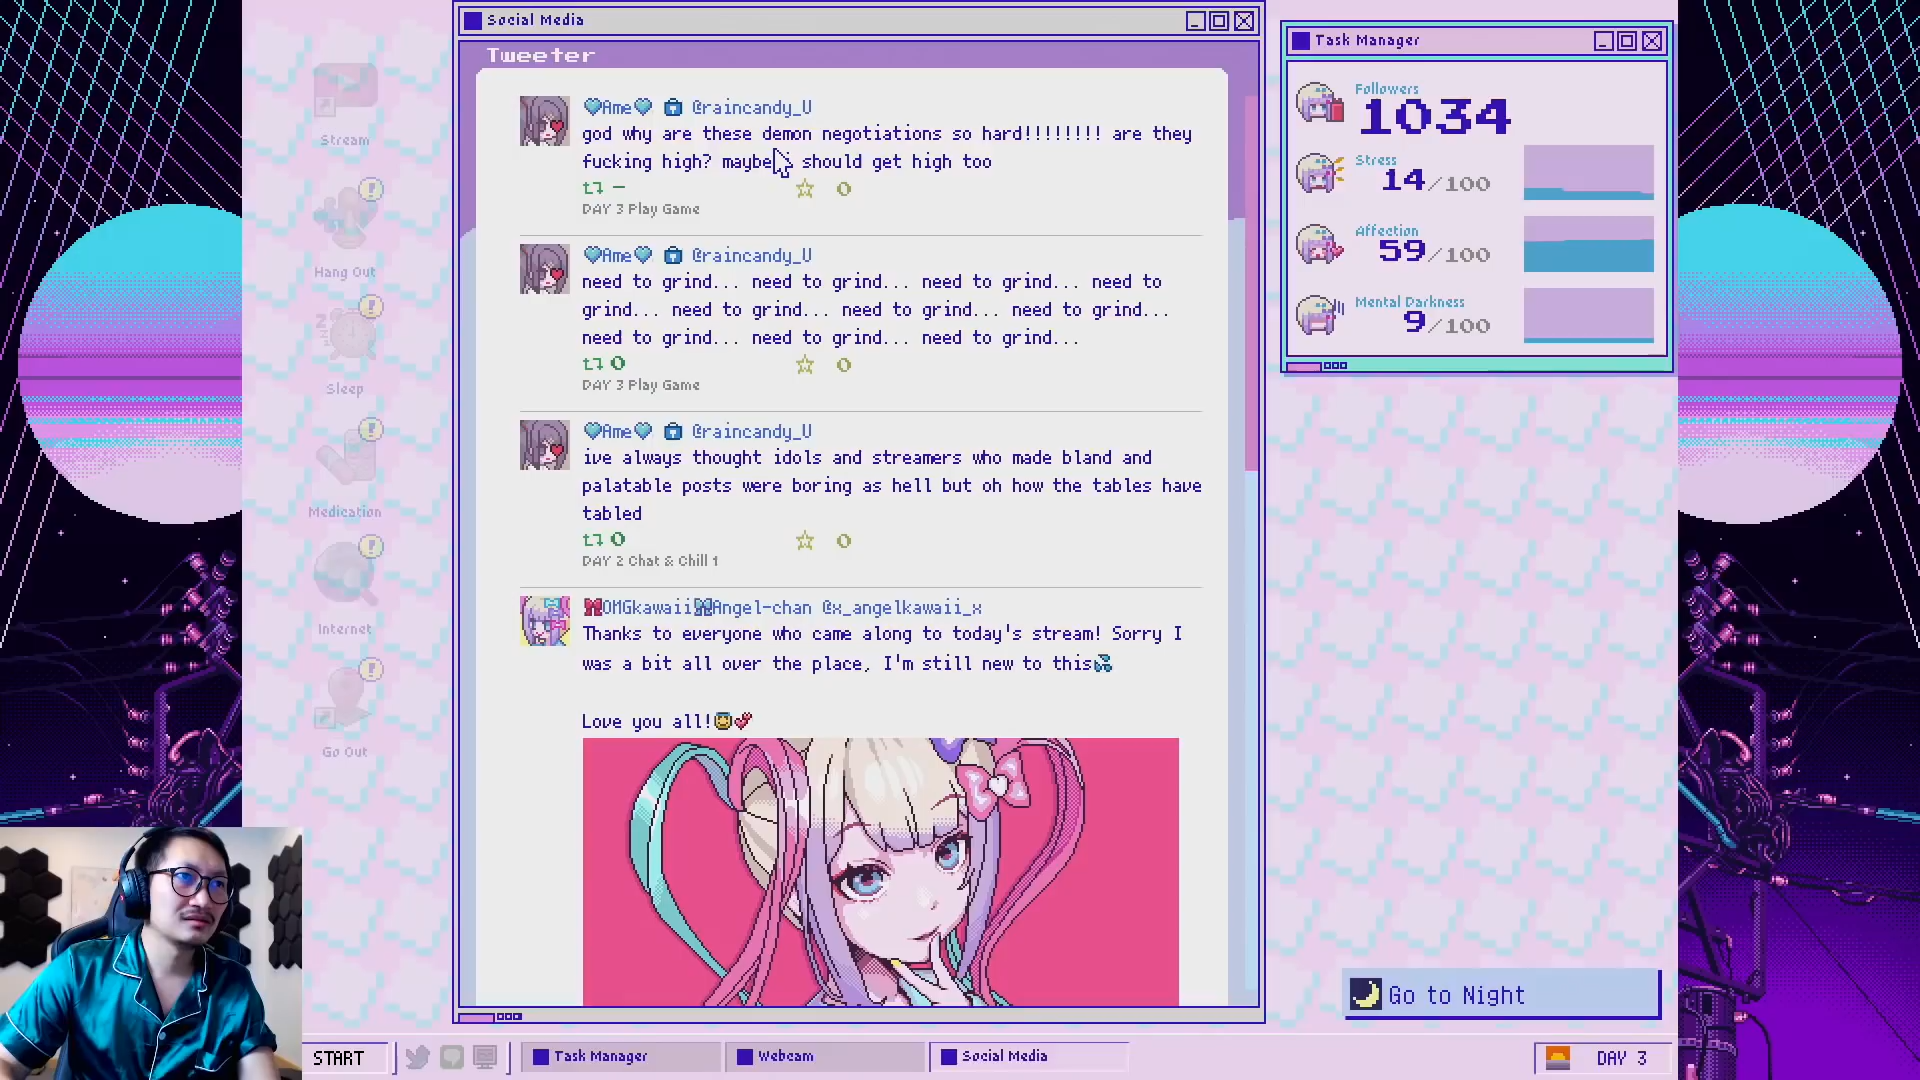 Social Media
Tweeter
Ame @raincandy_U
god why are these demon negotiations so hard!!!!!!!! are they
fucking high? maybe i should get high too
—
0
DAY 3 Play Game
Ame @raincandy_U
need to grind... need to grind... need to grind... need to
grind... need to grind... need to grind... need to grind...
need to grind... need to grind... need to grind...
0
0
DAY 3 Play Game
Ame @raincandy_U
ive always thought idols and streamers who made bland and
palatable posts were boring as hell but oh how the tables have
tabled
0
0
DAY 2 Chat & Chill 1
OMGkawaii Angel-chan @x_angelkawaii_x
Thanks to everyone who came along to today's stream! Sorry I
was a bit all over the place, I'm still new to this
Love you all!
Task Manager
Followers
1034
Stress
14/100
Affection
59/100
Mental Darkness
9/100
Stream
Hang Out
Sleep
Medication
Internet
Go Out
Go to Night
START
Task Manager
Webcam
Social Media
DAY 3